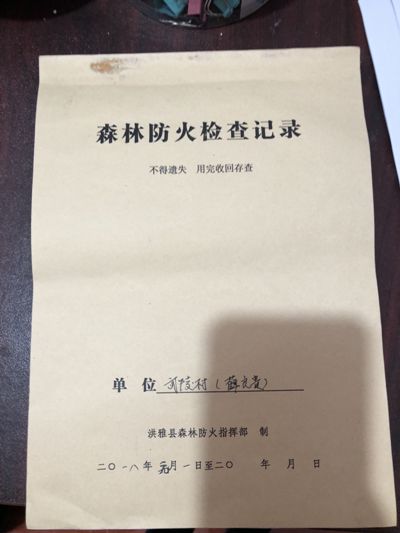 森林防火检查记录
不得遗失 用完收回存查
单位 村(薛
洪雅县森林防火指挥部 制
二〇一八年元月一日至二〇 年 月 日